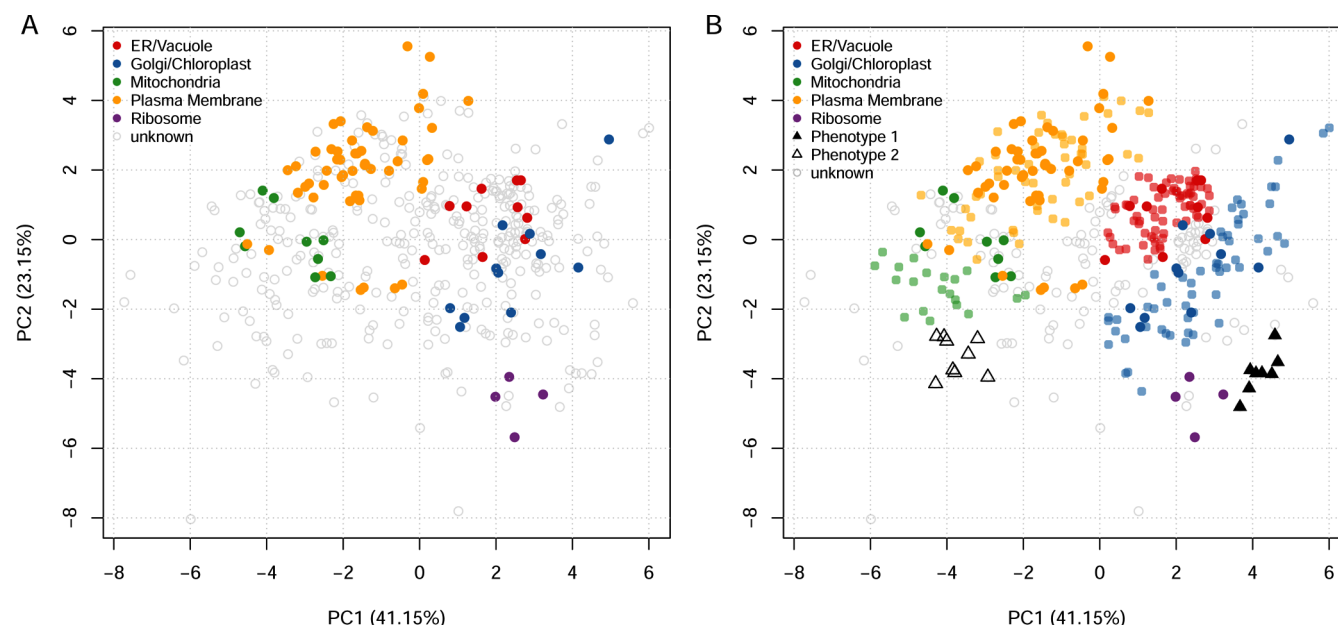 A
ER/Vacuole
Golgi/Chloroplast
Mitochondria
Plasma Membrane
Ribosome
unknown
6
4
2
0
−2
−4
−6
−8
PC2 (23.15%)
−8
−6
−4
−2
0
2
4
6
PC1 (41.15%)
B
ER/Vacuole
Golgi/Chloroplast
Mitochondria
Plasma Membrane
Ribosome
Phenotype 1
Phenotype 2
unknown
6
4
2
0
−2
−4
−6
−8
PC2 (23.15%)
−8
−6
−4
−2
0
2
4
6
PC1 (41.15%)